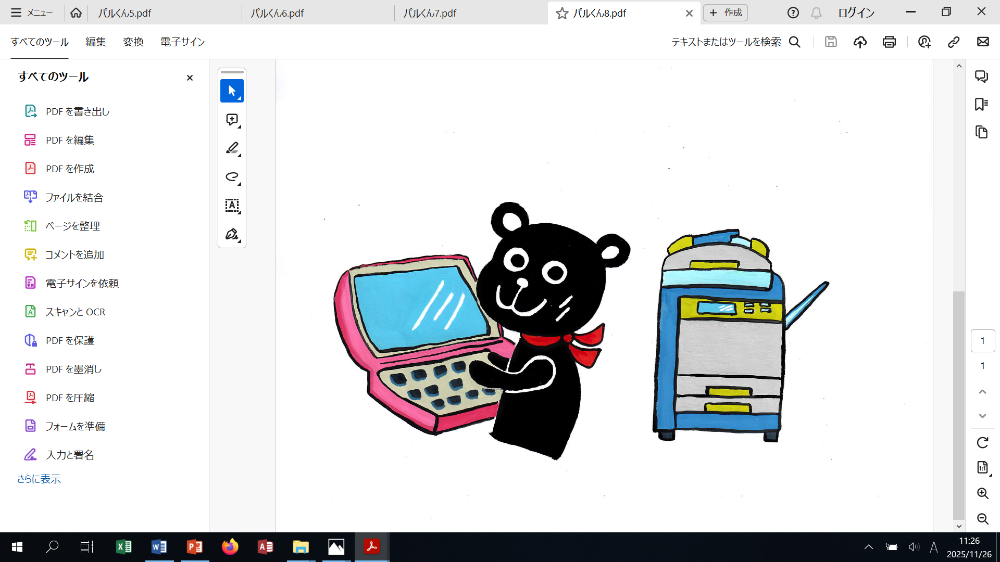 メニュー
パルくん5.pdf
パルくん6.pdf
パルくん7.pdf
パルくん8.pdf
作成
ログイン
すべてのツール
編集
変換
電子サイン
テキストまたはツールを検索
すべてのツール
PDF を書き出し
PDF を編集
PDF を作成
ファイルを結合
ページを整理
コメントを追加
電子サインを依頼
スキャンと OCR
PDF を保護
PDF を墨消し
PDF を圧縮
フォームを準備
入力と署名
さらに表示
1
1
A
11:26
2025/11/26